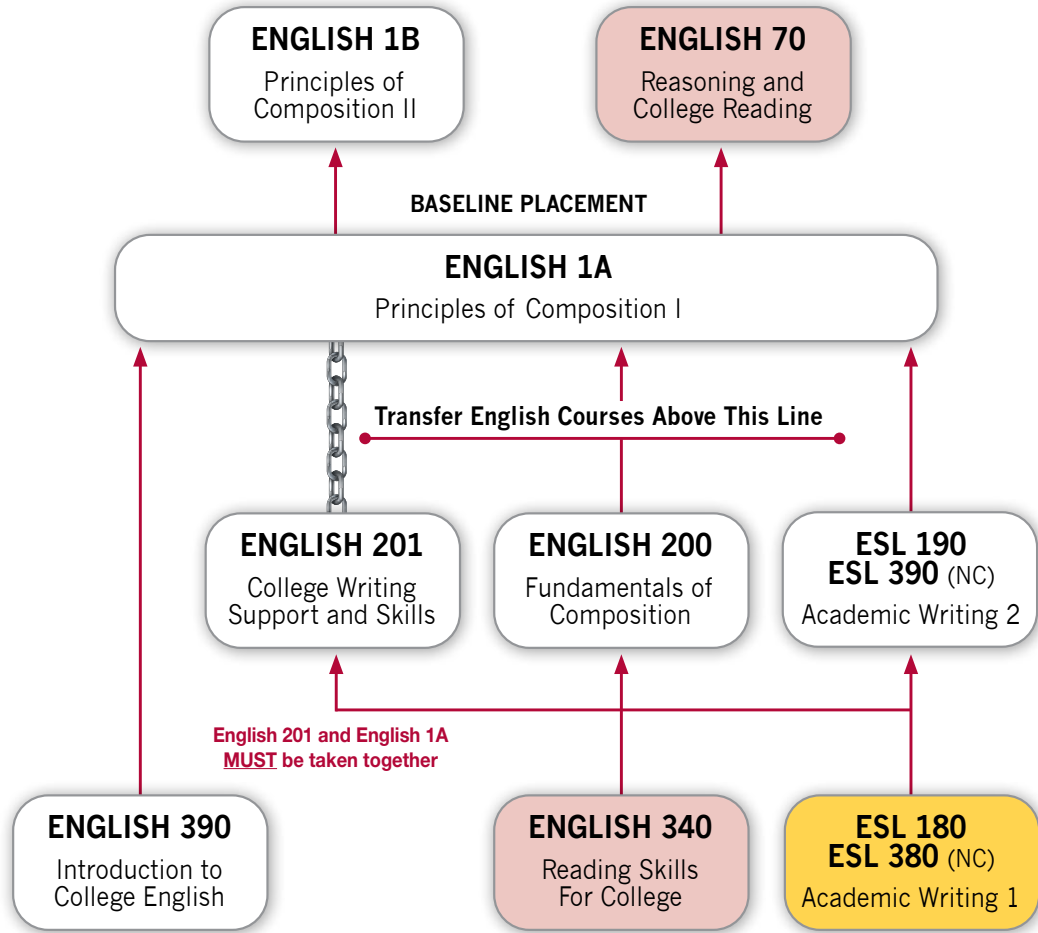 ENGLISH 1B
Principles of
Composition II
ENGLISH 70
Reasoning and
College Reading
BASELINE PLACEMENT
ENGLISH 1A
Principles of Composition I
Transfer English Courses Above This Line
ENGLISH 201
College Writing
Support and Skills
ENGLISH 200
Fundamentals of
Composition
ESL 190
ESL 390 (NC)
Academic Writing 2
English 201 and English 1A
MUST be taken together
ENGLISH 390
Introduction to
College English
ENGLISH 340
Reading Skills
For College
ESL 180
ESL 380 (NC)
Academic Writing 1